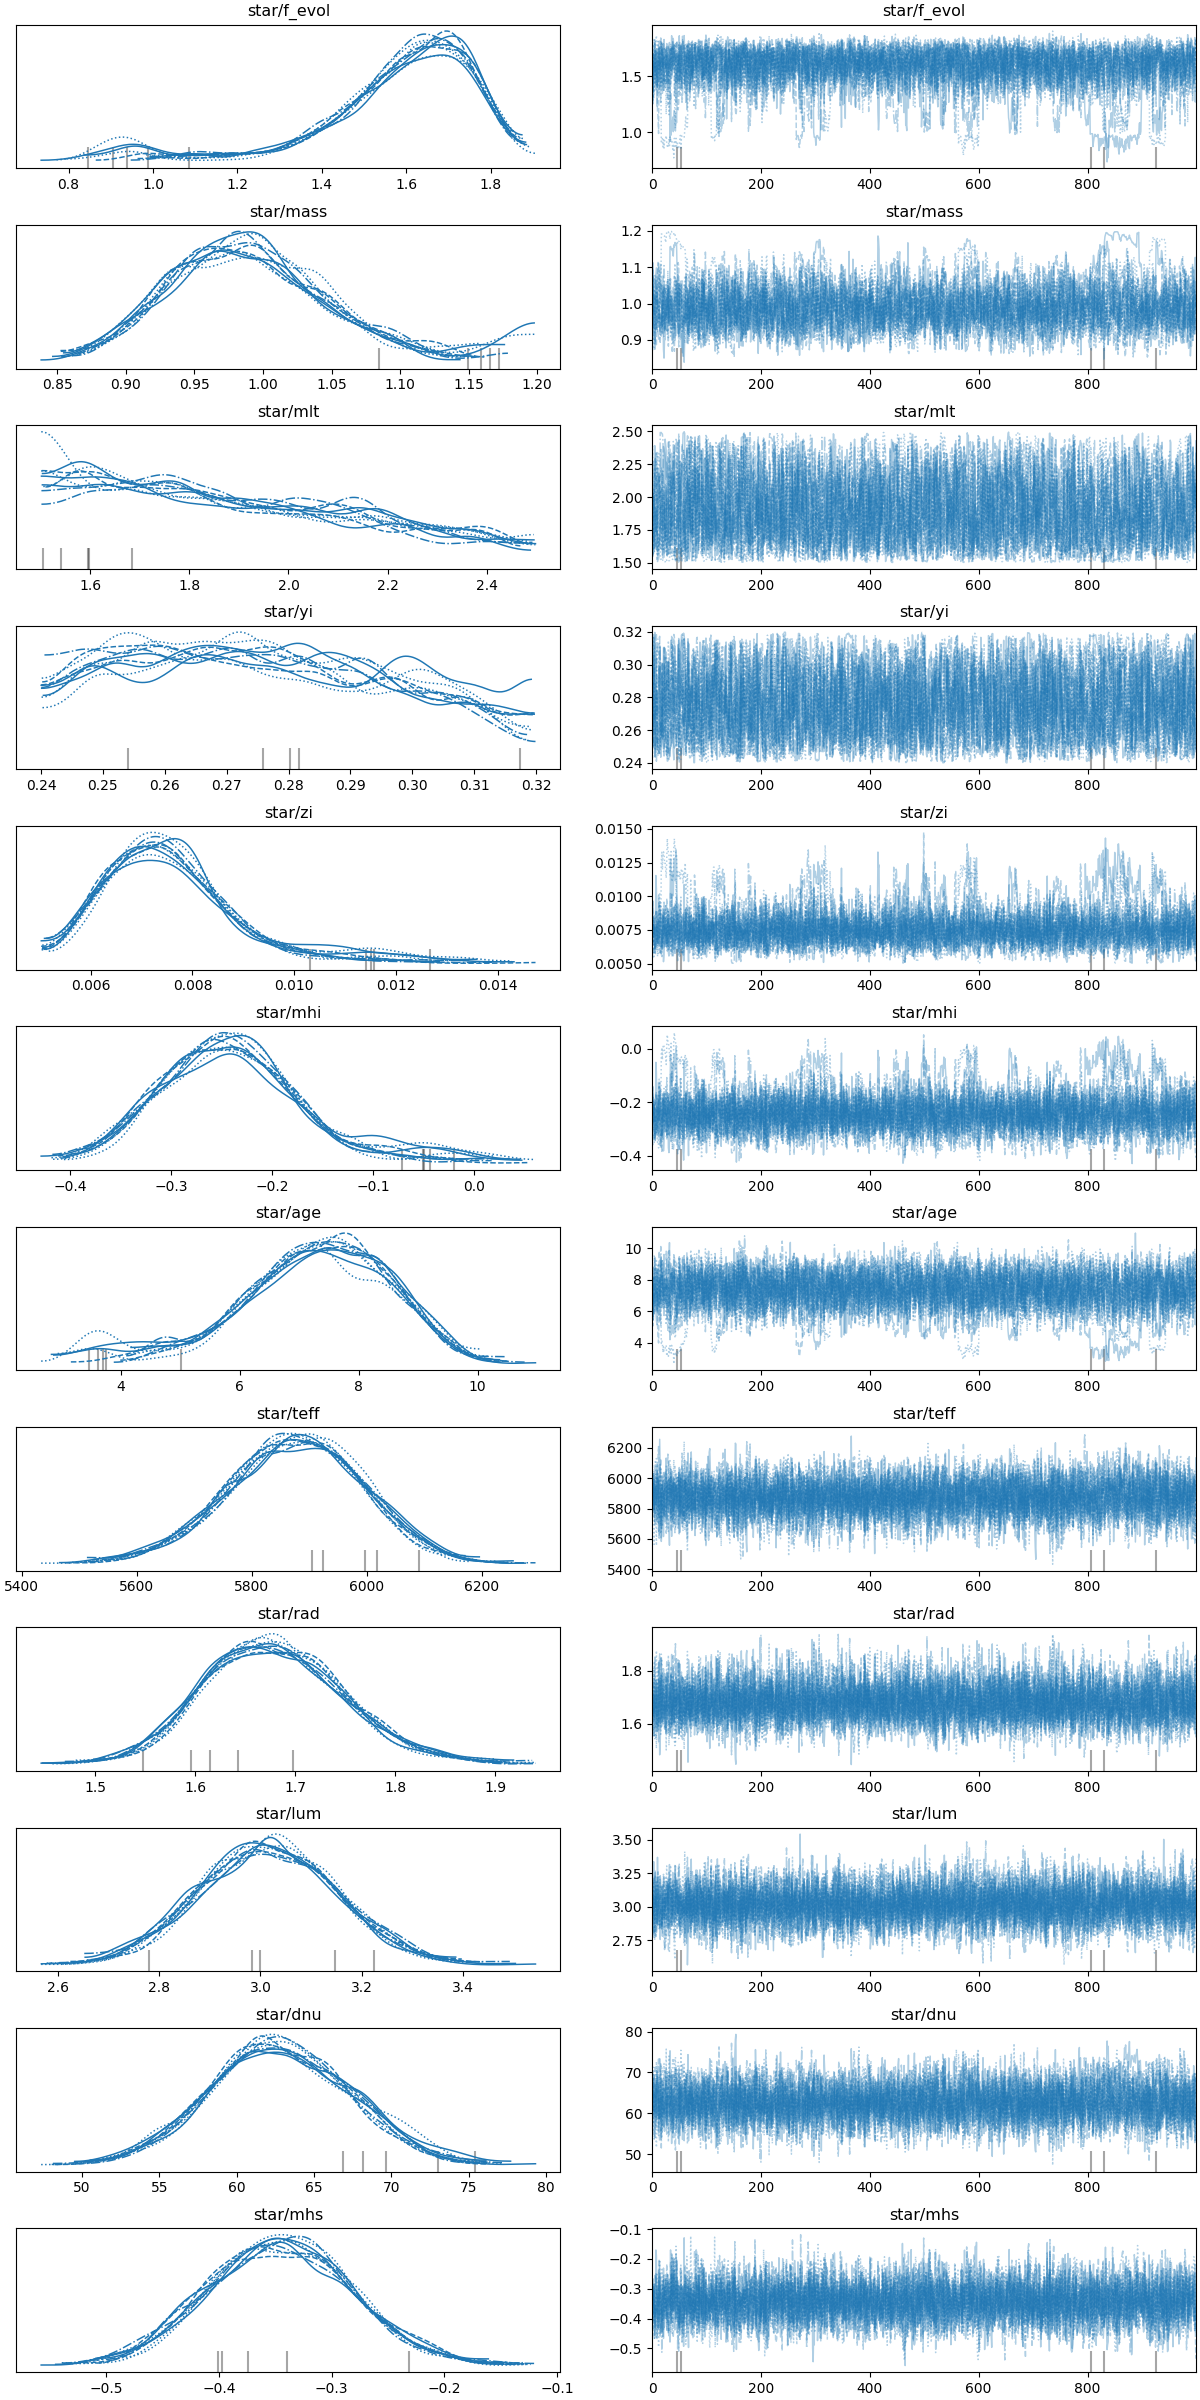 star/f_evol star/f_evol
1.5
1.0
0.8 1.0 1.2 1.4 1.6 1.8 0 200 400 600 800
star/mass star/mass
1.2
1.1
1.0
0.9
0.85 0.90 0.95 1.00 1.05 1.10 1.15 1.20 0 200 400 600 800
star/mlt star/mlt
2.50
2.25
2.00
1.75
1.50
1.6 1.8 2.0 2.2 2.4 0 200 400 600 800
star/yi star/yi
0.32
0.30
0.28
0.26
0.24
0.24 0.25 0.26 0.27 0.28 0.29 0.30 0.31 0.32 0 200 400 600 800
star/zi star/zi
0.0150
0.0125
0.0100
0.0075
0.0050
0.006 0.008 0.010 0.012 0.014 0 200 400 600 800
star/mhi star/mhi
0.0
−0.2
−0.4
−0.4 −0.3 −0.2 −0.1 0.0 0 200 400 600 800
star/age star/age
10
8
6
4
4 6 8 10 0 200 400 600 800
star/teff star/teff
6200
6000
5800
5600
5400
5400 5600 5800 6000 6200 0 200 400 600 800
star/rad star/rad
1.8
1.6
1.5 1.6 1.7 1.8 1.9 0 200 400 600 800
star/lum star/lum
3.50
3.25
3.00
2.75
2.6 2.8 3.0 3.2 3.4 0 200 400 600 800
star/dnu star/dnu
80
70
60
50
50 55 60 65 70 75 80 0 200 400 600 800
star/mhs star/mhs
−0.1
−0.2
−0.3
−0.4
−0.5
−0.5 −0.4 −0.3 −0.2 −0.1 0 200 400 600 800